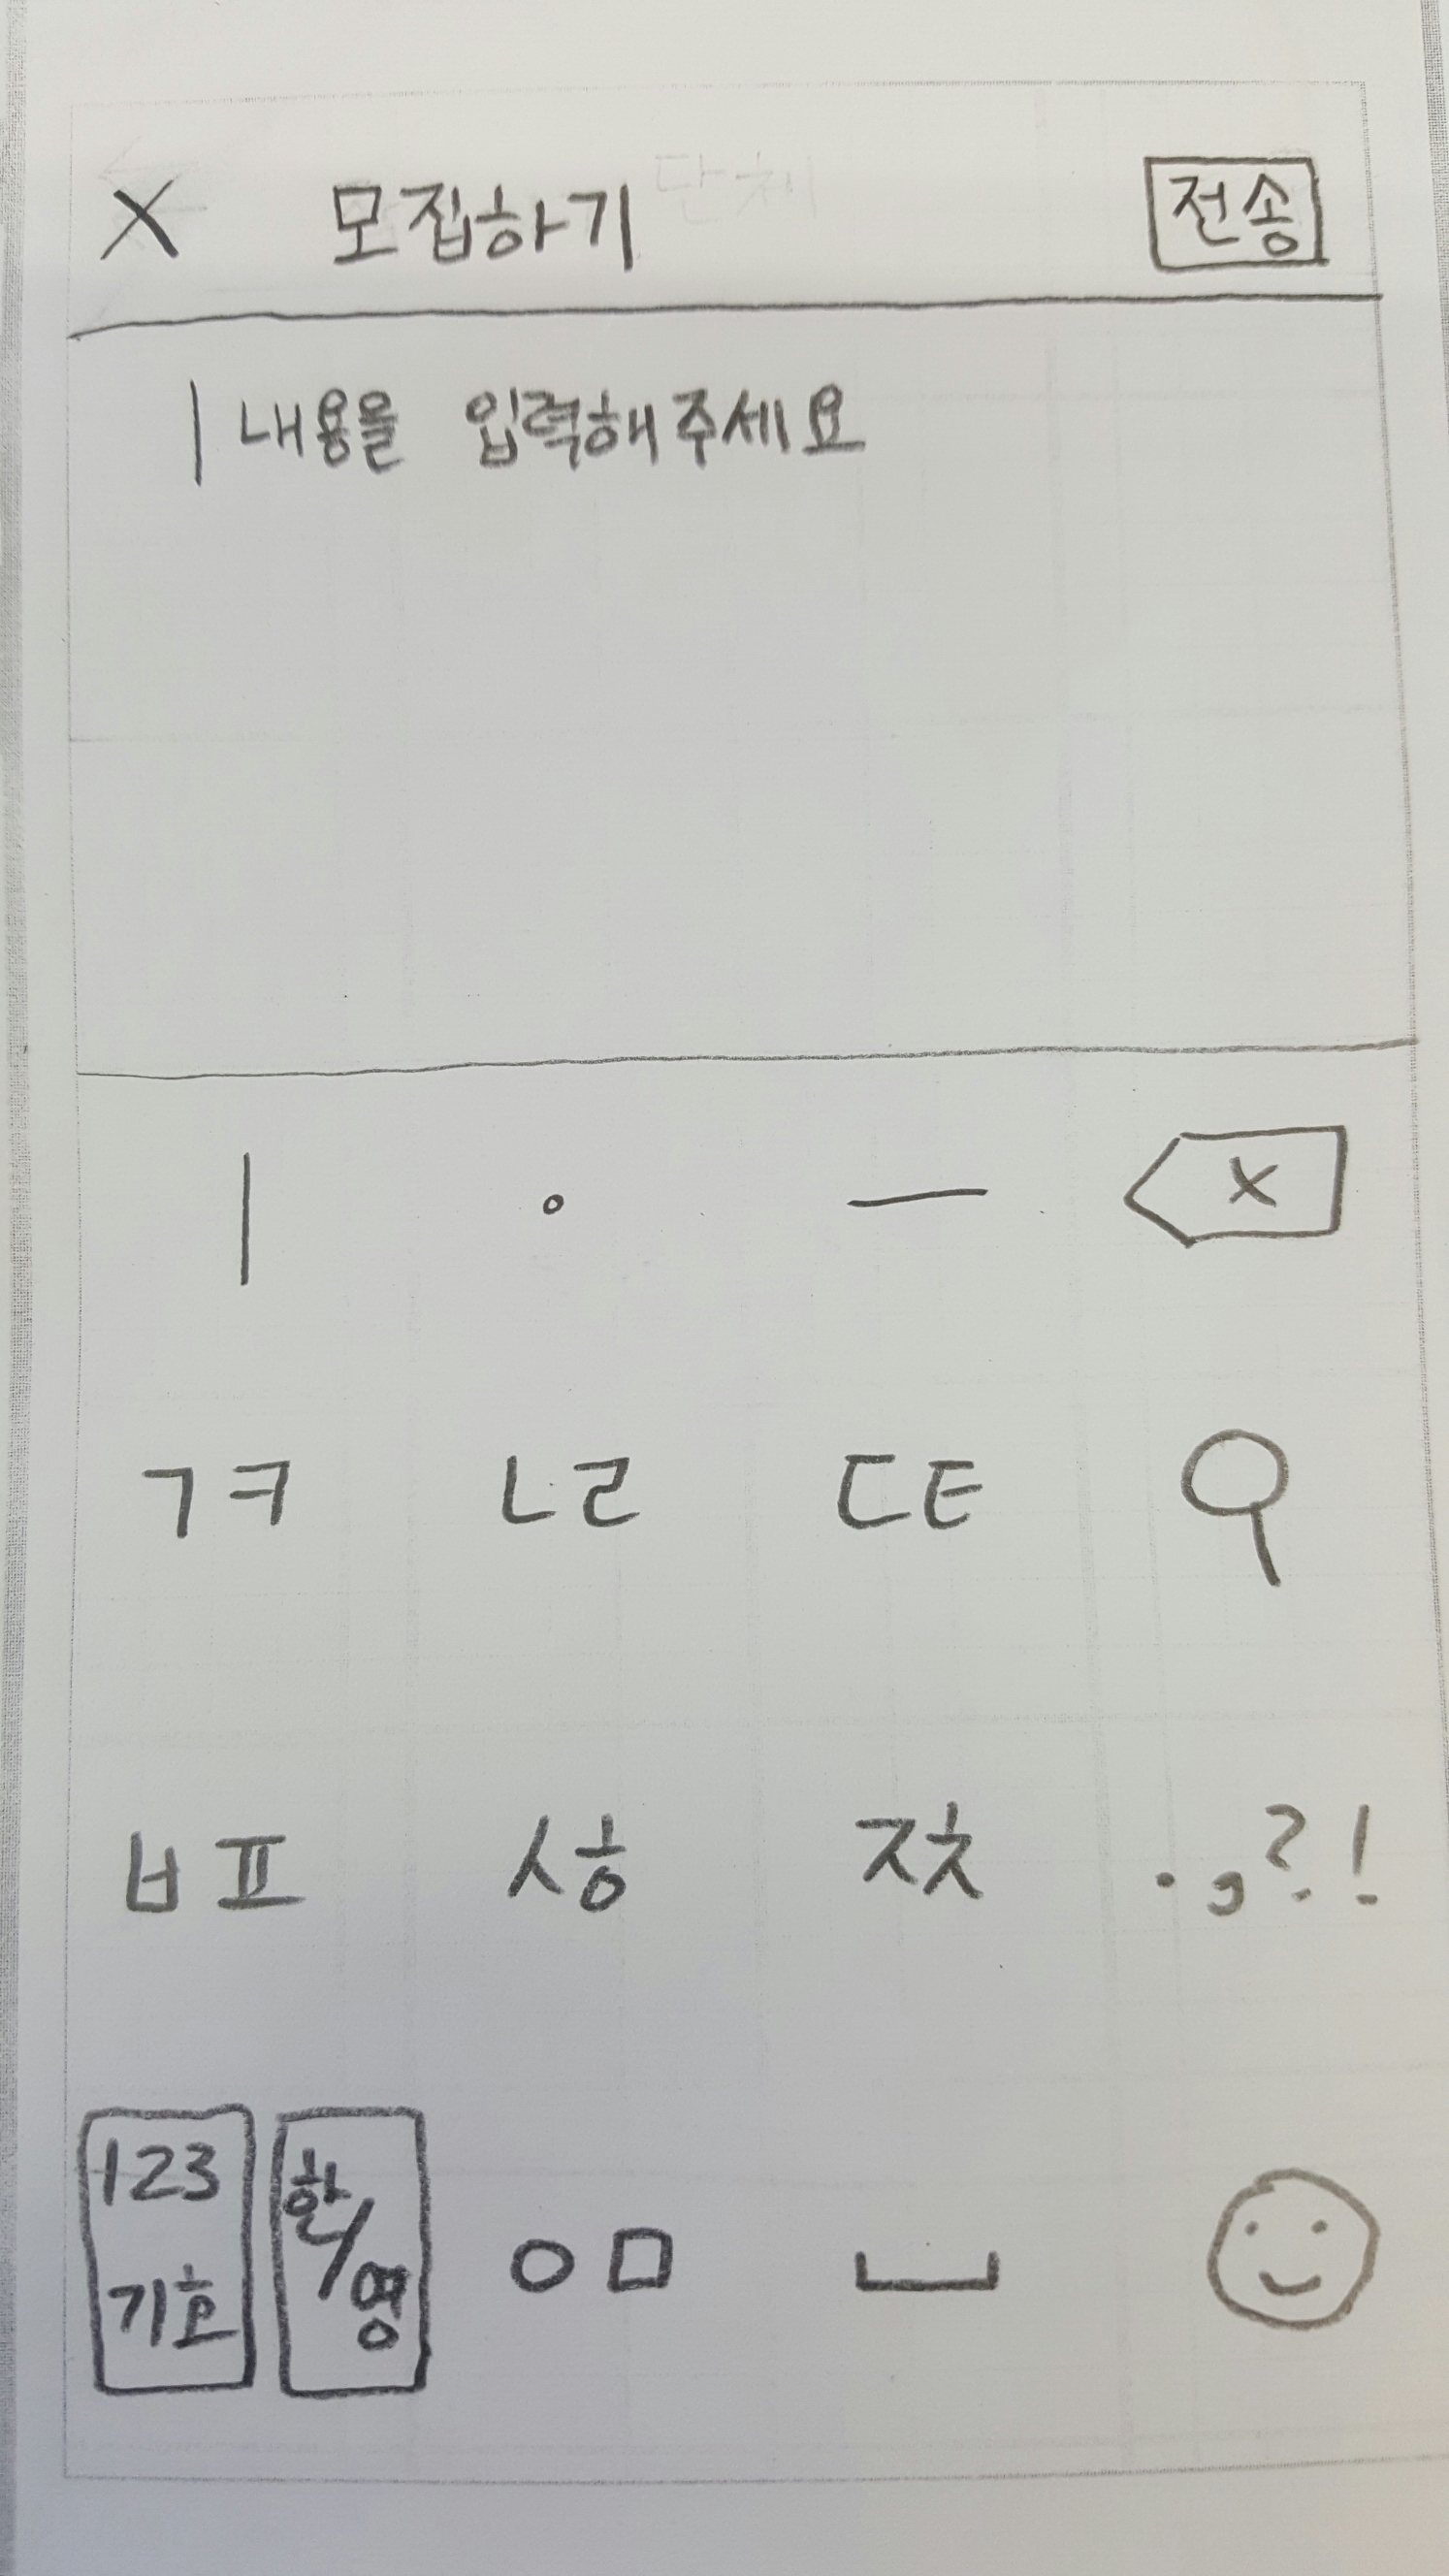 X 모집하기 단체 전송
내용을 입력해주세요
ㅣ ㆍ ㅡ X
ㄱㅋ ㄴㄹ ㄷㅌ
ㅂㅍ ㅅㅎ ㅈㅊ .,?!
123 기호 한/영 ㅇㅁ